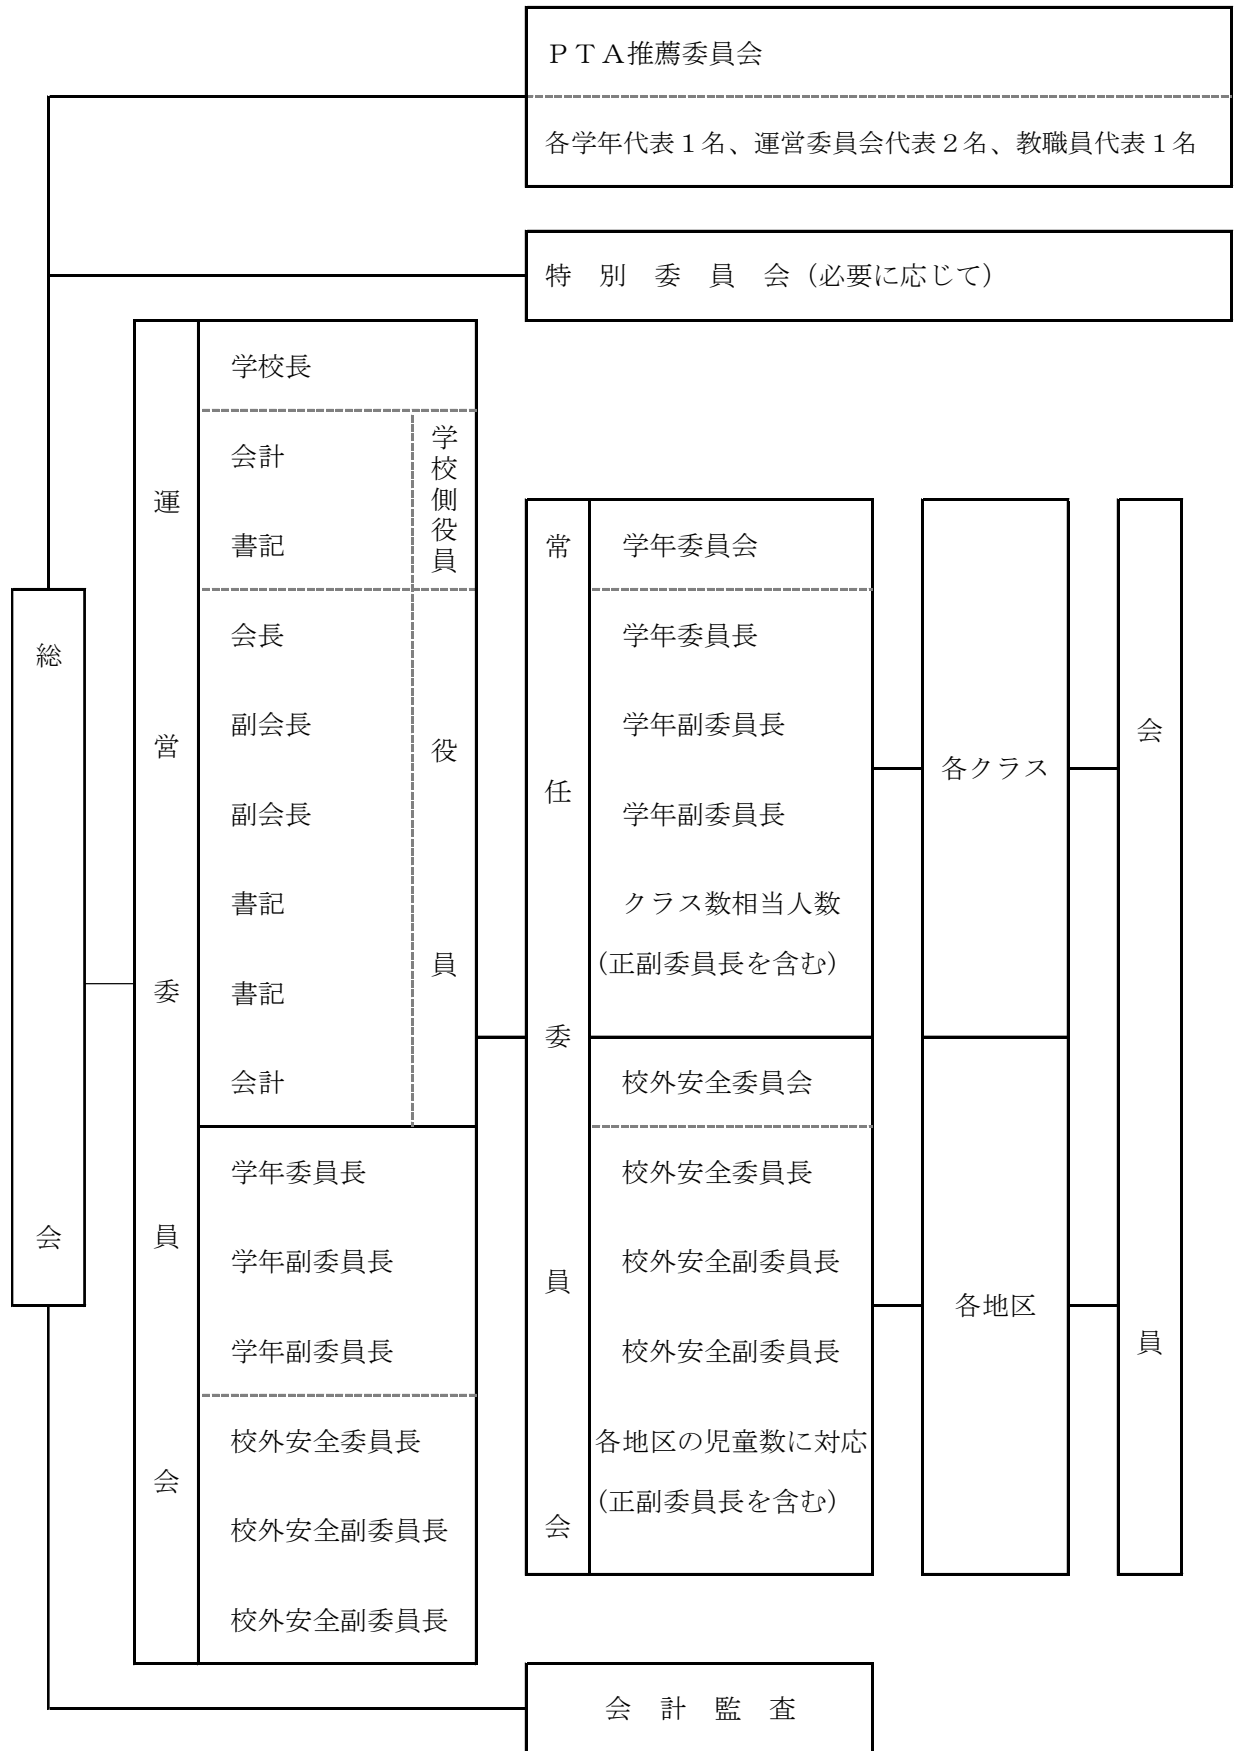 ＰＴＡ推薦委員会
各学年代表１名、運営委員会代表２名、教職員代表１名
特　別　委　員　会（必要に応じて）
総会
運営委員会
学校長
会計
書記
学校側役員
会長
副会長
副会長
書記
書記
会計
役員
学年委員長
学年副委員長
学年副委員長
校外安全委員長
校外安全副委員長
校外安全副委員長
常任委員会
学年委員会
学年委員長
学年副委員長
学年副委員長
クラス数相当人数
（正副委員長を含む）
校外安全委員会
校外安全委員長
校外安全副委員長
校外安全副委員長
各地区の児童数に対応
（正副委員長を含む）
各クラス
各地区
会員
会　計　監　査